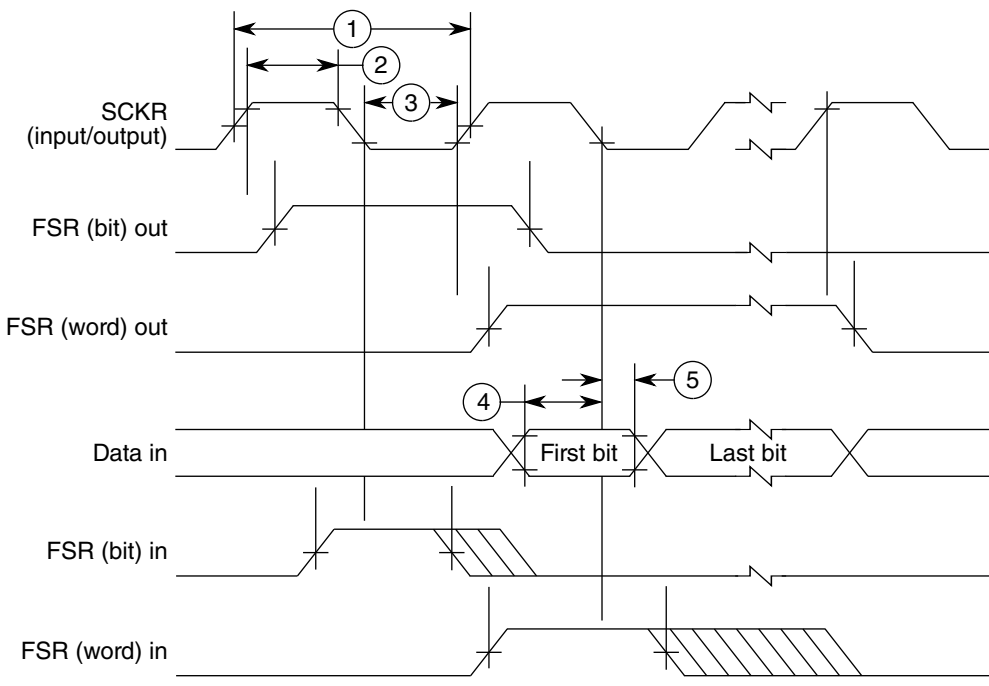 1
2
3
SCKR
(input/output)
FSR (bit) out
FSR (word) out
4
5
Data in
First bit
Last bit
FSR (bit) in
FSR (word) in